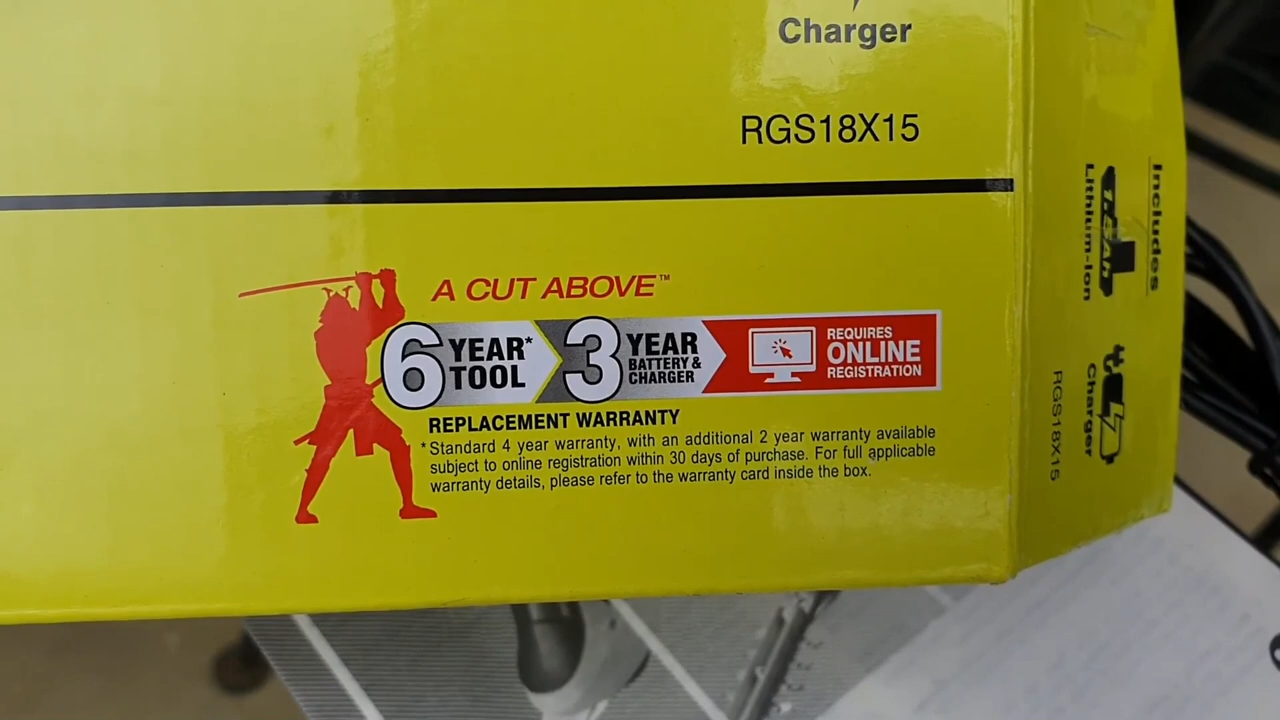 Charger
RGS18X15
A CUT ABOVE™
6 YEAR* TOOL
3 YEAR BATTERY & CHARGER
REQUIRES
ONLINE
REGISTRATION
REPLACEMENT WARRANTY
*Standard 4 year warranty, with an additional 2 year warranty available
subject to online registration within 30 days of purchase. For full applicable
warranty details, please refer to the warranty card inside the box.
Includes
1.5Ah
Lithium-Ion
Charger
RGS18X15